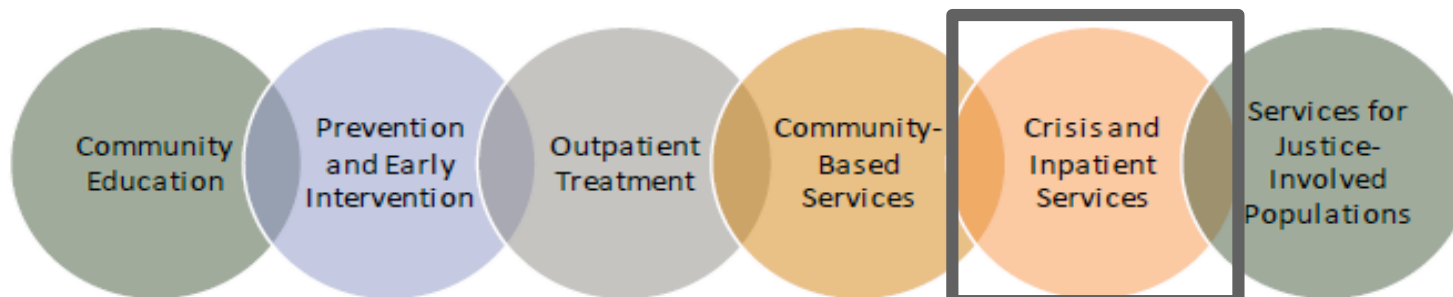 Community
Education
Prevention
and Early
Intervention
Outpatient
Treatment
Community-
Based
Services
Crisis and
Inpatient
Services
Services for
Justice-
Involved
Populations